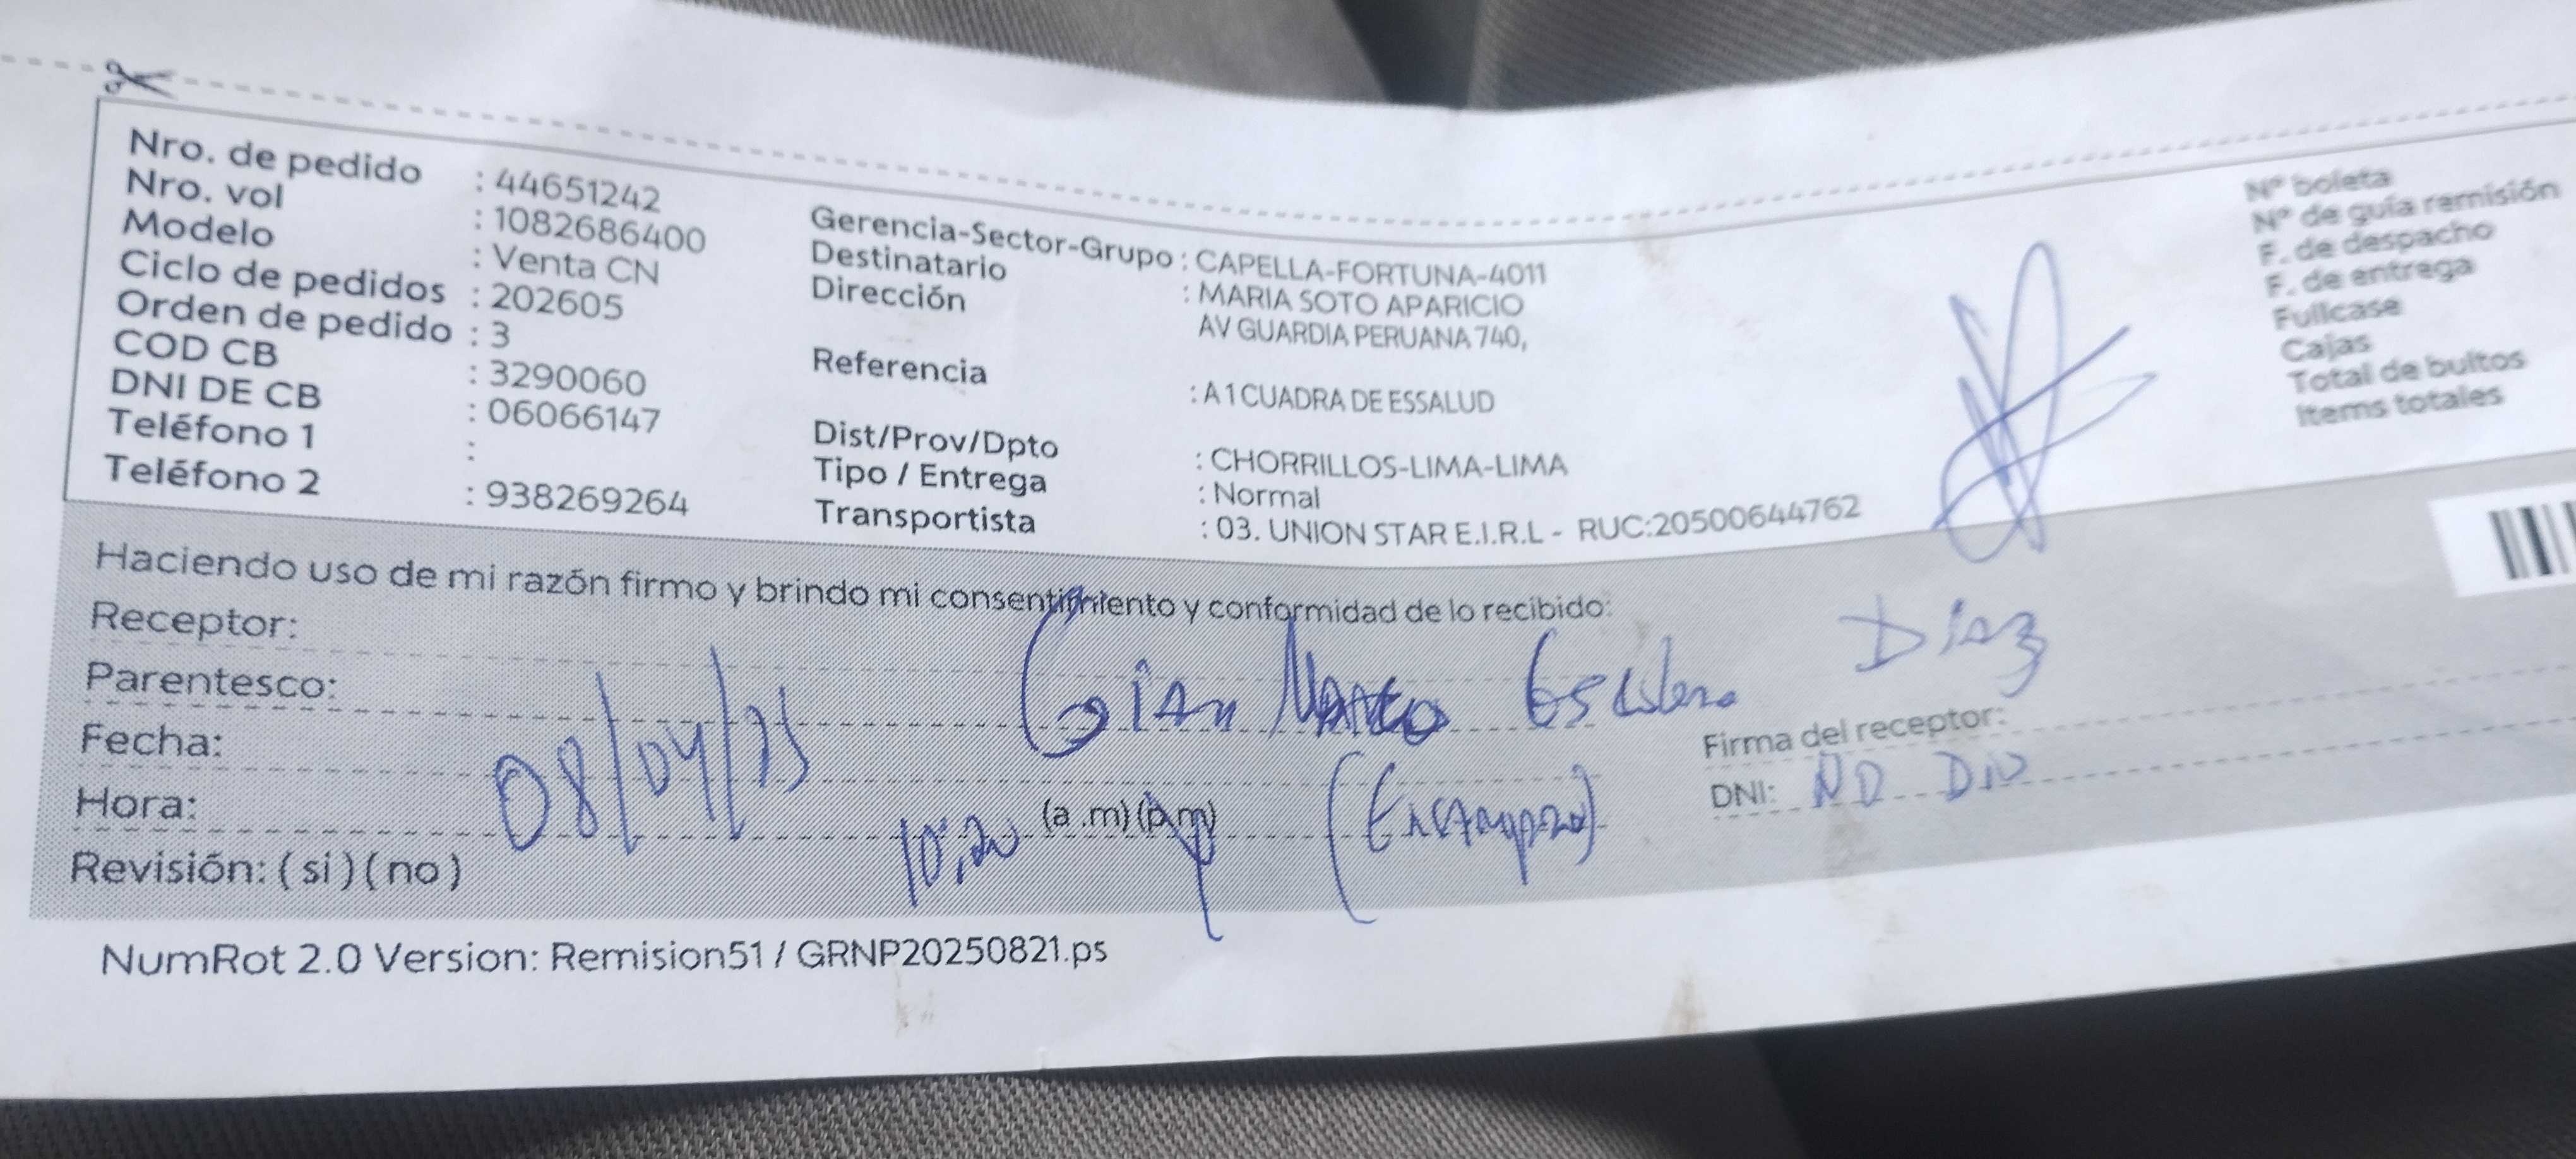 Nro. de pedido : 44651242
Nro. vol : 1082686400
Modelo : Venta CN
Ciclo de pedidos : 202605
Orden de pedido : 3
COD CB : 3290060
DNI DE CB : 06066147
Teléfono 1 :
Teléfono 2 : 938269264
Gerencia-Sector-Grupo : CAPELLA-FORTUNA-4011
Destinatario : MARIA SOTO APARICIO
Dirección AV GUARDIA PERUANA 740,
Referencia : A 1 CUADRA DE ESSALUD
Dist/Prov/Dpto : CHORRILLOS-LIMA-LIMA
Tipo / Entrega : Normal
Transportista : 03. UNION STAR E.I.R.L - RUC:20500644762
Nº boleta
Nº de guía remisión
F. de despacho
F. de entrega
Fullcase
Cajas
Total de bultos
Items totales
Haciendo uso de mi razón firmo y brindo mi consentimiento y conformidad de lo recibido:
Receptor: Gian Marco Díaz
Parentesco:
Fecha: 08/04/
Hora: (a .m) (p.m)
Revisión: ( si ) ( no )
Firma del receptor:
DNI: NO DIO
NumRot 2.0 Version: Remision51 / GRNP20250821.ps